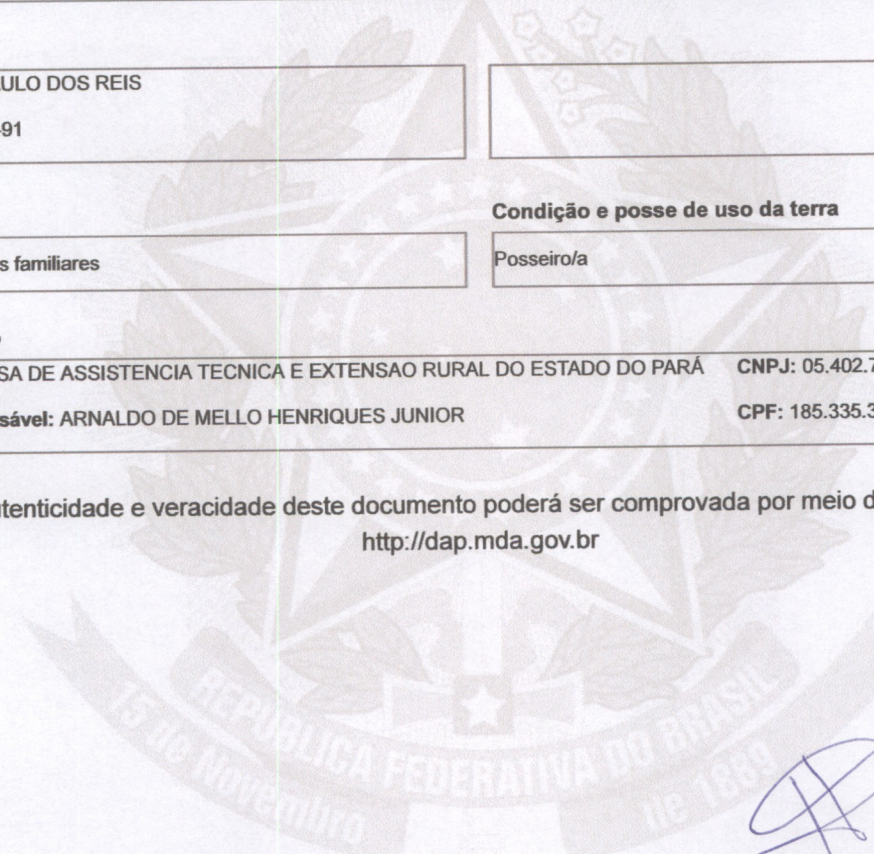 ULO DOS REIS
-91
Condição e posse de uso da terra
s familiares
Posseiro/a
SA DE ASSISTENCIA TECNICA E EXTENSAO RURAL DO ESTADO DO PARÁ CNPJ: 05.402.7
sável: ARNALDO DE MELLO HENRIQUES JUNIOR CPF: 185.335.3
utenticidade e veracidade deste documento poderá ser comprovada por meio d
http://dap.mda.gov.br
REPÚBLICA FEDERATIVA DO BRASIL
15 de Novembro de 1889